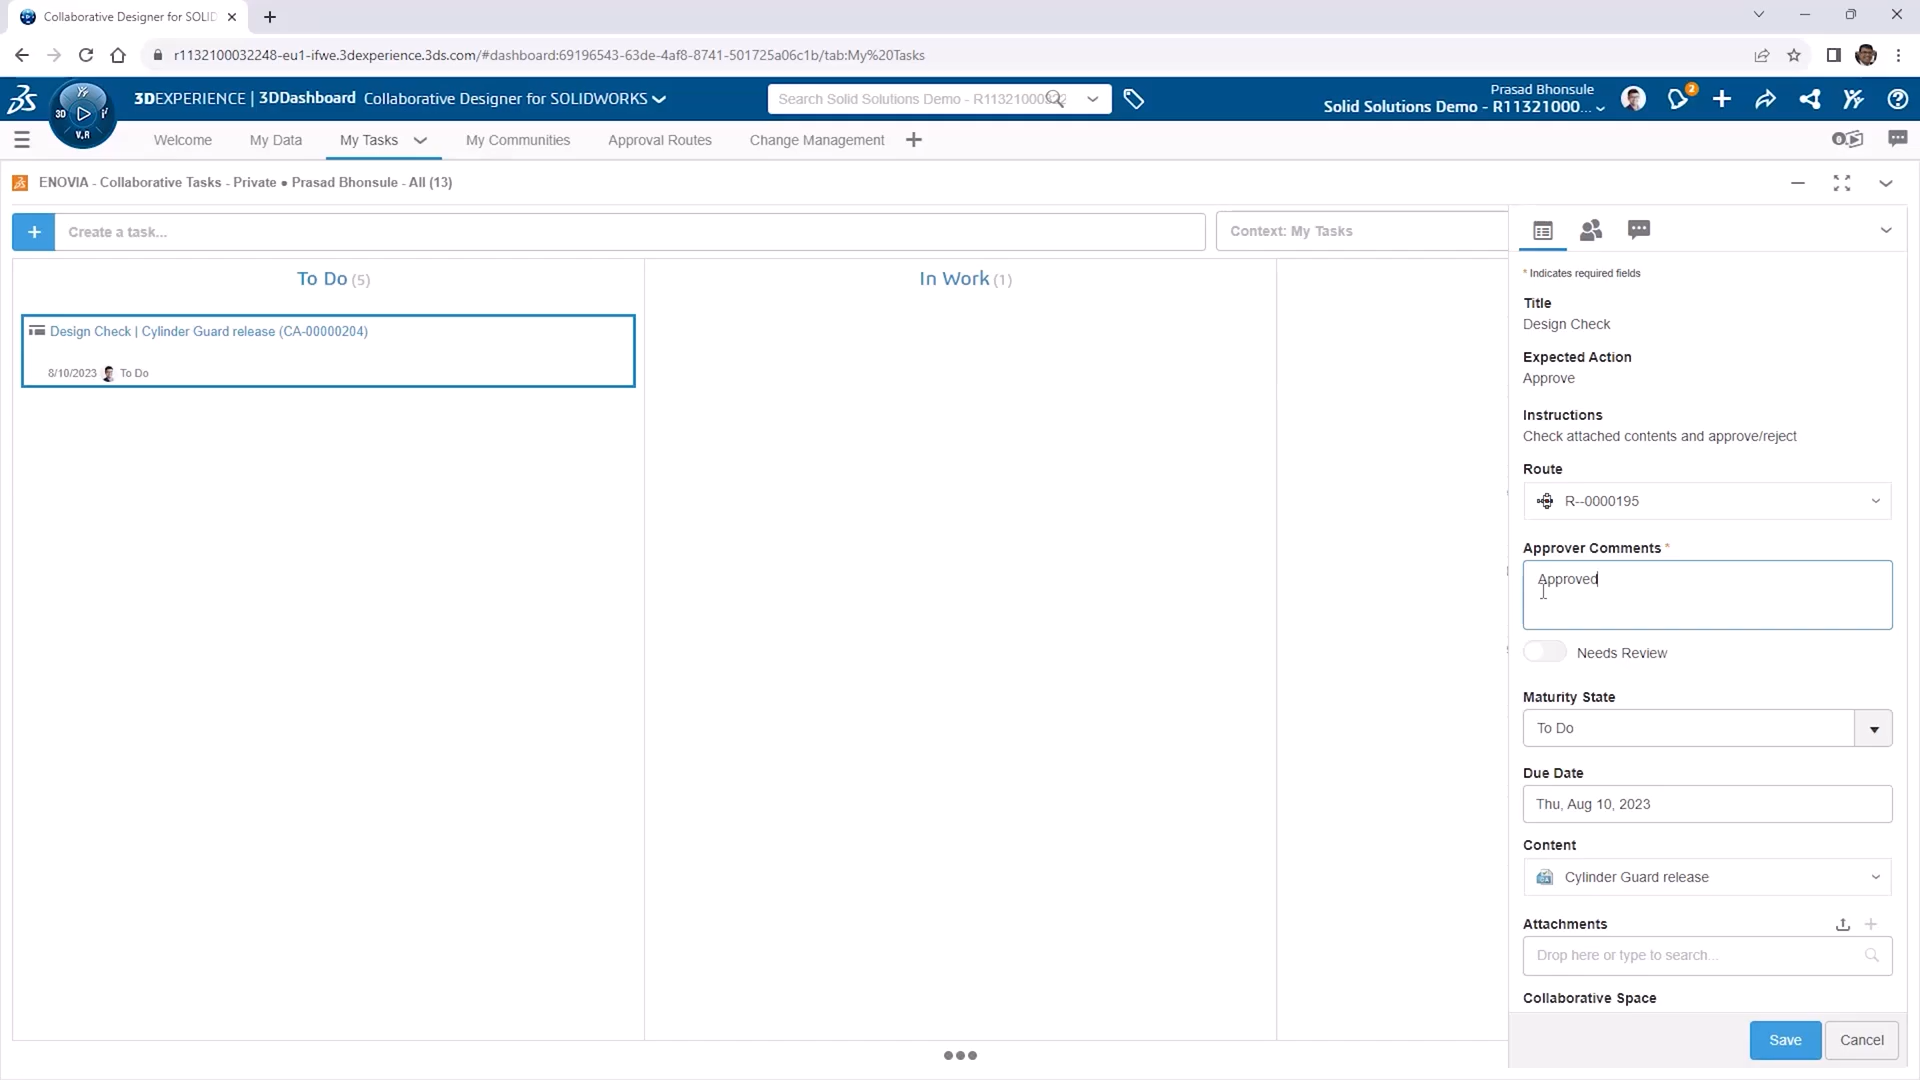 Collaborative Designer for SOLID
r1132100032248-eu1-ifwe.3dexperience.3ds.com/#dashboard:69196543-63de-4af8-8741-501725a06c1b/tab:My%20Tasks
3D
V.R
3DEXPERIENCE | 3DDashboard Collaborative Designer for SOLIDWORKS
Search Solid Solutions Demo - R1132100032
Prasad Bhonsule
Solid Solutions Demo - R11321000...
2
Welcome
My Data
My Tasks
My Communities
Approval Routes
Change Management
0
ENOVIA - Collaborative Tasks - Private ● Prasad Bhonsule - All (13)
Create a task...
Context: My Tasks
To Do (5)
In Work (1)
Design Check | Cylinder Guard release (CA-00000204)
8/10/2023 To Do
* Indicates required fields
Title
Design Check
Expected Action
Approve
Instructions
Check attached contents and approve/reject
Route
R--0000195
Approver Comments *
Approved
Needs Review
Maturity State
To Do
Due Date
Thu, Aug 10, 2023
Content
Cylinder Guard release
Attachments
Drop here or type to search...
Collaborative Space
Save
Cancel